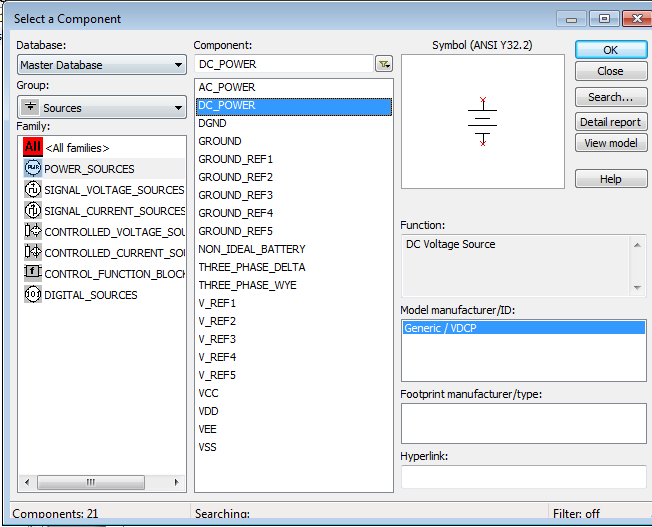 Select a Component
Database:
Master Database
Group:
Sources
Family:
All <All families>
PWR POWER_SOURCES
SIGNAL_VOLTAGE_SOURCES
SIGNAL_CURRENT_SOURCES
CONTROLLED_VOLTAGE_SOU
CONTROLLED_CURRENT_SOU
f CONTROL_FUNCTION_BLOCK
DIGITAL_SOURCES
Component:
DC_POWER
AC_POWER
DC_POWER
DGND
GROUND
GROUND_REF1
GROUND_REF2
GROUND_REF3
GROUND_REF4
GROUND_REF5
NON_IDEAL_BATTERY
THREE_PHASE_DELTA
THREE_PHASE_WYE
V_REF1
V_REF2
V_REF3
V_REF4
V_REF5
VCC
VDD
VEE
VSS
Symbol (ANSI Y32.2)
OK
Close
Search...
Detail report
View model
Help
Function:
DC Voltage Source
Model manufacturer/ID:
Generic / VDCP
Footprint manufacturer/type:
Hyperlink:
Components: 21
Searching:
Filter: off